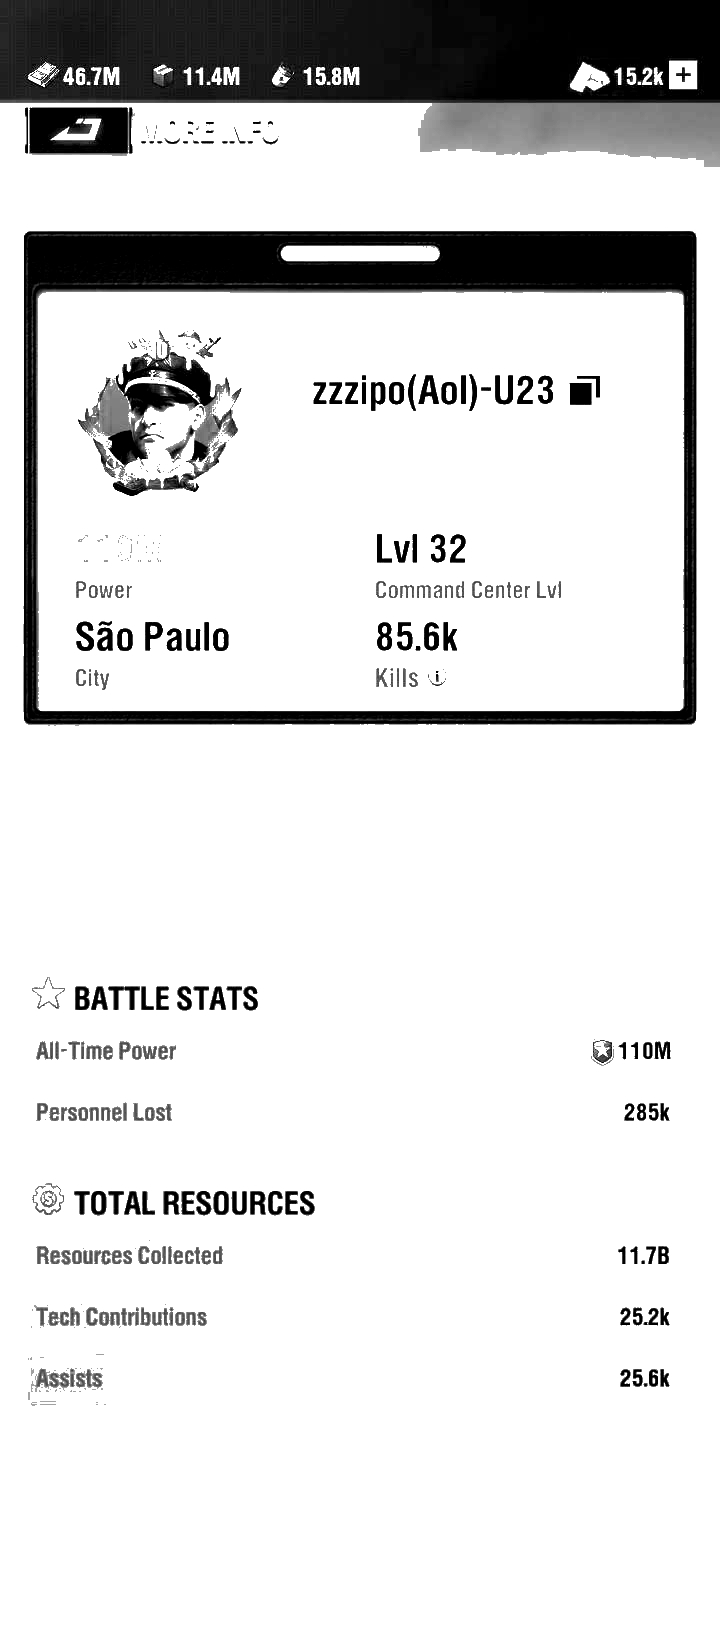 46.7M 11.4M 15.8M 15.2k +
MORE INFO
zzzipo(Aol)-U23
110M Lvl 32
Power Command Center Lvl
São Paulo 85.6k
City Kills
BATTLE STATS
All-Time Power 110M
Personnel Lost 285k
TOTAL RESOURCES
Resources Collected 11.7B
Tech Contributions 25.2k
Assists 25.6k